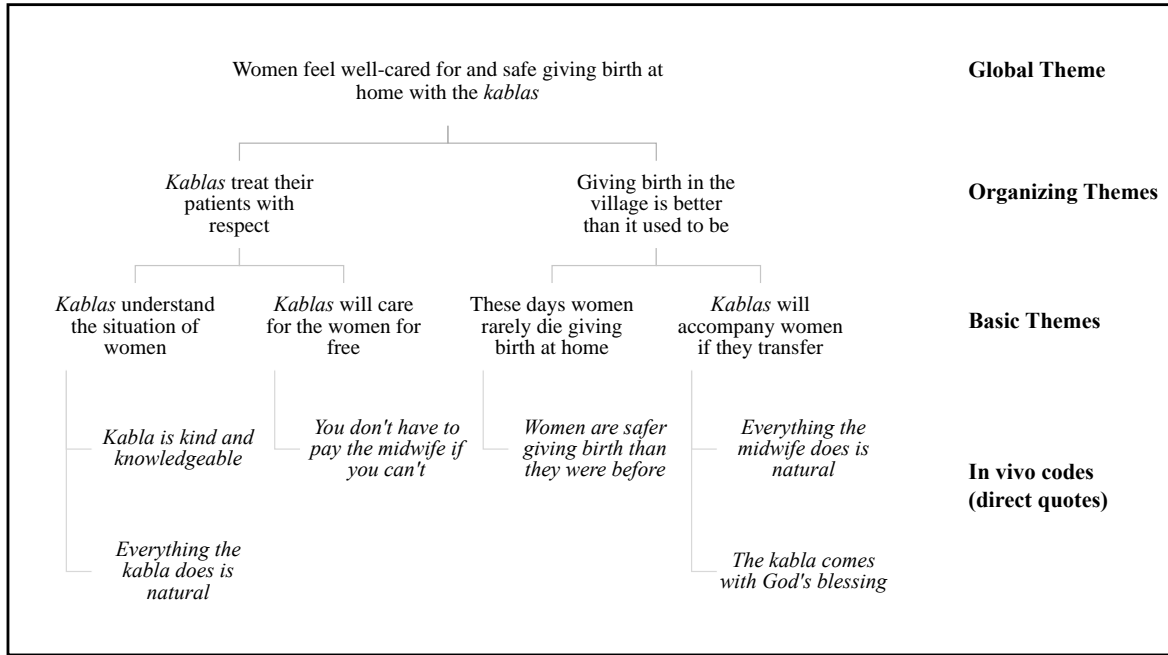 Women feel well-cared for and safe giving birth at
home with the kablas
Global Theme
Kablas treat their
patients with
respect
Giving birth in the
village is better
than it used to be
Organizing Themes
Kablas understand
the situation of
women
Kablas will care
for the women for
free
These days women
rarely die giving
birth at home
Kablas will
accompany women
if they transfer
Basic Themes
Kabla is kind and
knowledgeable
You don't have to
pay the midwife if
you can't
Women are safer
giving birth than
they were before
Everything the
midwife does is
natural
In vivo codes
(direct quotes)
Everything the
kabla does is
natural
The kabla comes
with God's blessing